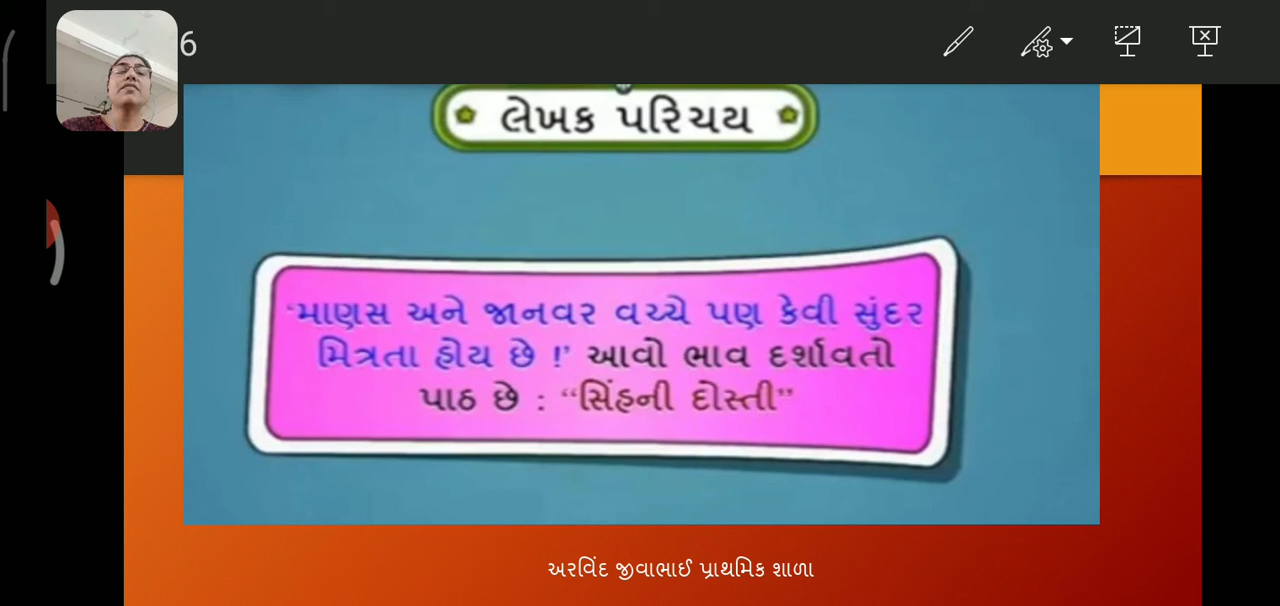 6
લેખક પરિચય
‘માણસ અને જાનવર વચ્ચે પણ કેવી સુંદર
મિત્રતા હોય છે !’ આવો ભાવ દર્શાવતો
પાઠ છે : “સિંહની દોસ્તી”
અરવિંદ જીવાભાઈ પ્રાથમિક શાળા